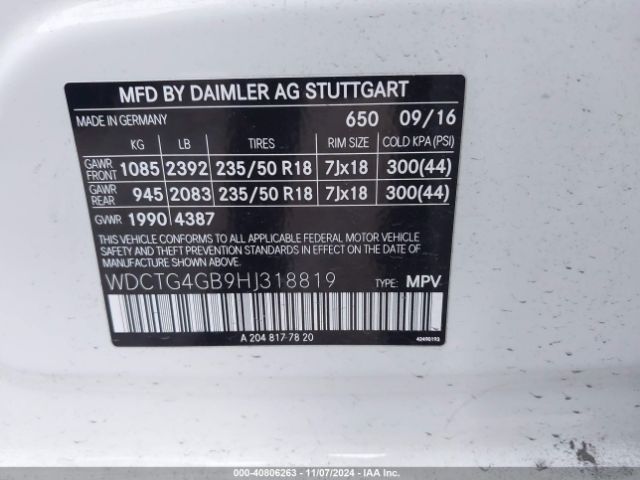 MFD BY DAIMLER AG STUTTGART
MADE IN GERMANY 650 09/16
KG LB TIRES RIM SIZE COLD KPA (PSI)
GAWR FRONT 1085 2392 235/50 R18 7Jx18 300(44)
GAWR REAR 945 2083 235/50 R18 7Jx18 300(44)
GVWR 1990 4387
THIS VEHICLE CONFORMS TO ALL APPLICABLE FEDERAL MOTOR VEHICLE
SAFETY AND THEFT PREVENTION STANDARDS IN EFFECT ON THE DATE
OF MANUFACTURE SHOWN ABOVE.
WDCTG4GB9HJ318819 TYPE: MPV
A 204 817 78 20
000-40806263 - 11/07/2024 - IAA Inc.